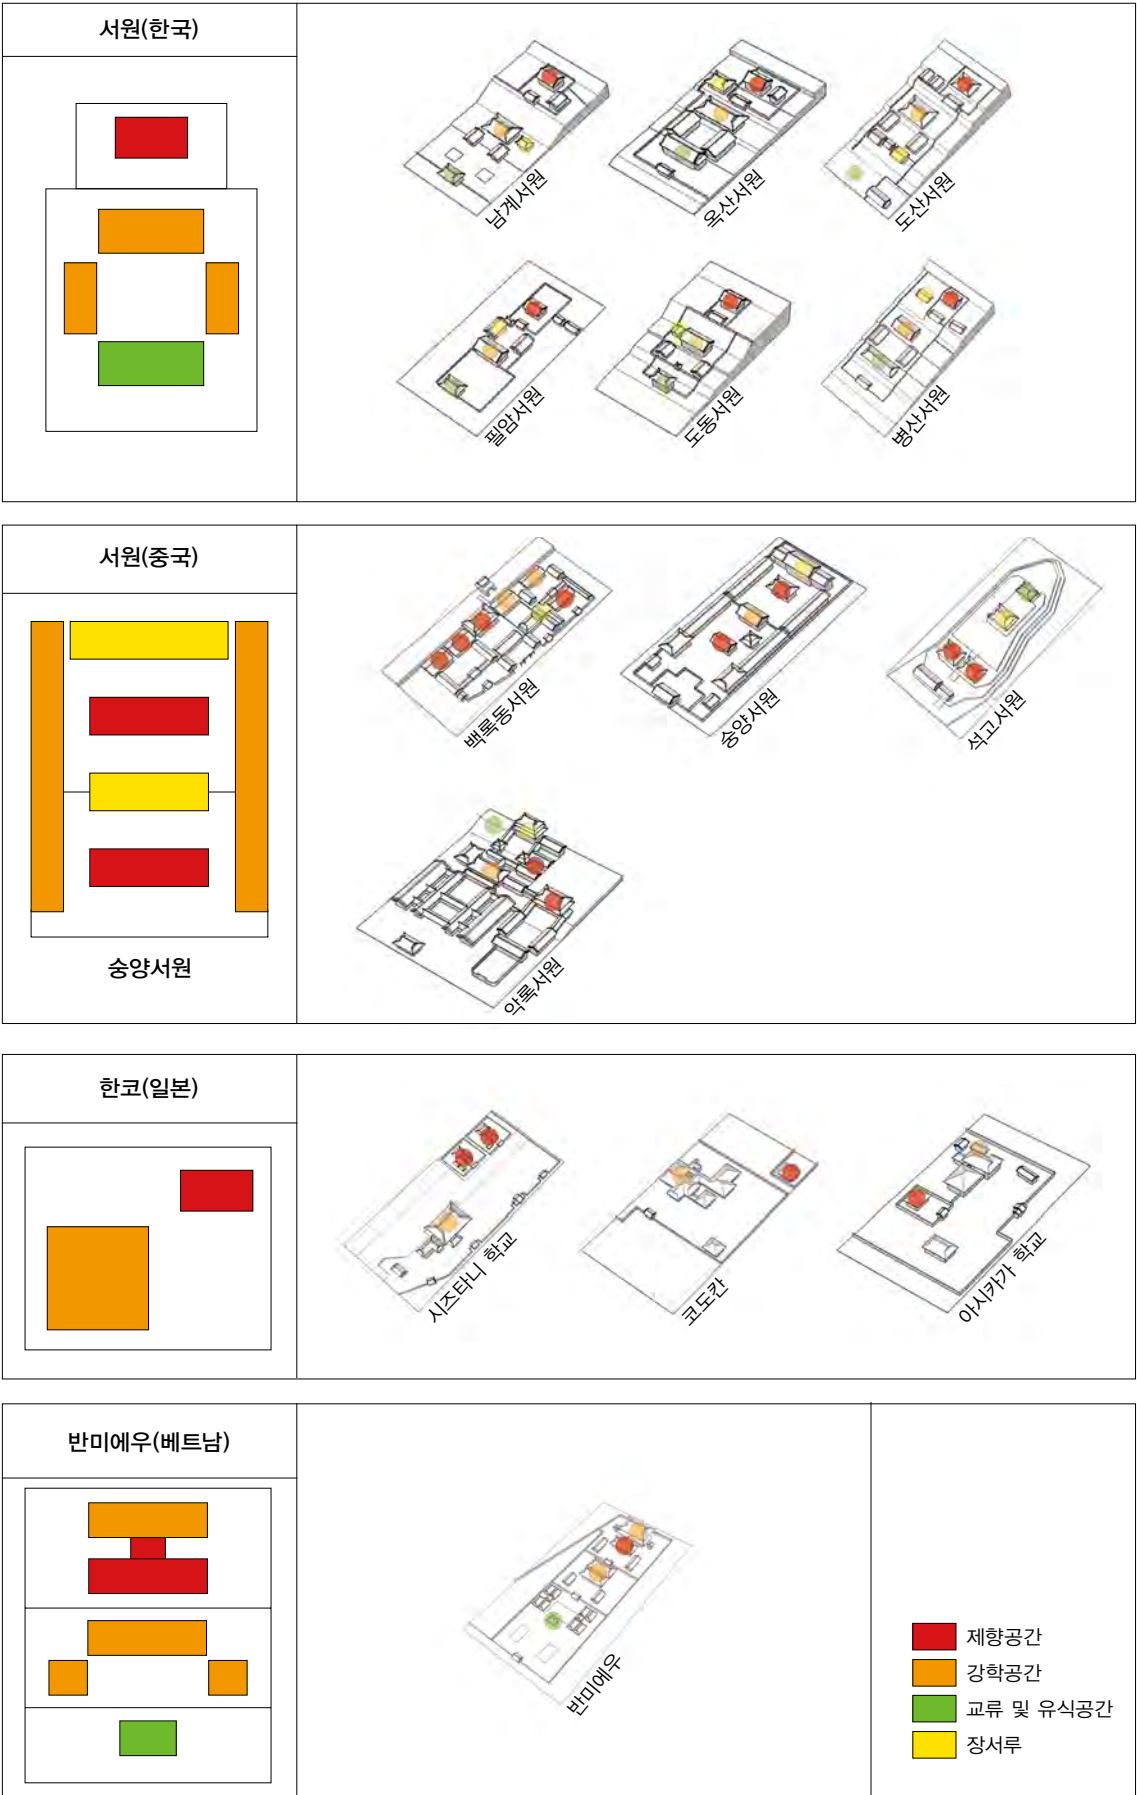 서원(한국)
남계서원
옥산서원
도산서원
필암서원
도동서원
병산서원
서원(중국)
숭양서원
백록동서원
숭양서원
석고서원
악록서원
한코(일본)
시즈타니 학교
코도칸
아시카가 학교
반미에우(베트남)
반미에우
제향공간
강학공간
교류 및 유식공간
장서루